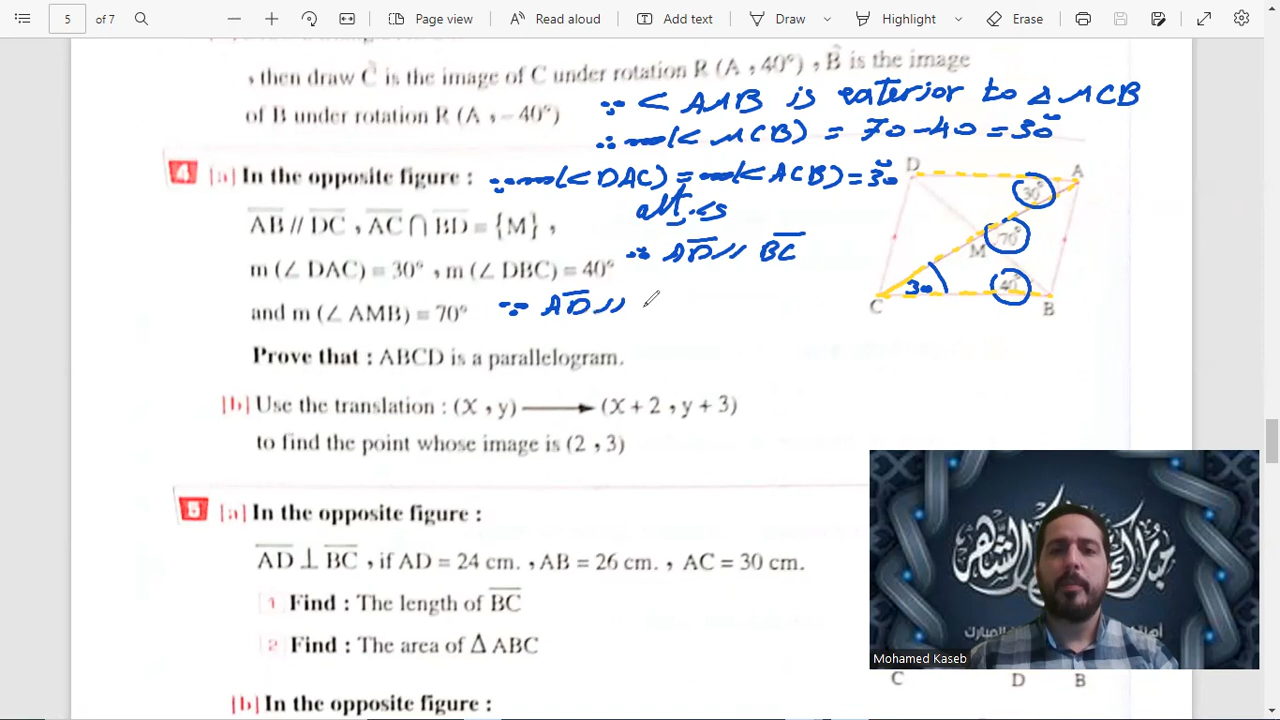 5 of 7 Page view Read aloud Add text Draw Highlight Erase
, then draw C̀ is the image of C under rotation R (A , 40°) , B̀ is the image
of B under rotation R (A , – 40°)
∵ < AMB is exterior to Δ MCB
∴ m(< MCB) = 70 - 40 = 30°
4 [a] In the opposite figure :
∵ m(< DAC) = m(< ACB) = 30°
alt. <s
AB // DC , AC ∩ BD = {M} ,
∴ AD // BC
m (∠ DAC) = 30° , m (∠ DBC) = 40°
∵ AD //
and m (∠ AMB) = 70°
Prove that : ABCD is a parallelogram.
D A
30°
70°
M
30 40°
C B
[b] Use the translation : (X , y) ⟶ (X + 2 , y + 3)
to find the point whose image is (2 , 3)
5 [a] In the opposite figure :
AD ⊥ BC , if AD = 24 cm. , AB = 26 cm. , AC = 30 cm.
1 Find : The length of BC
2 Find : The area of Δ ABC
[b] In the opposite figure :
Mohamed Kaseb
C D B